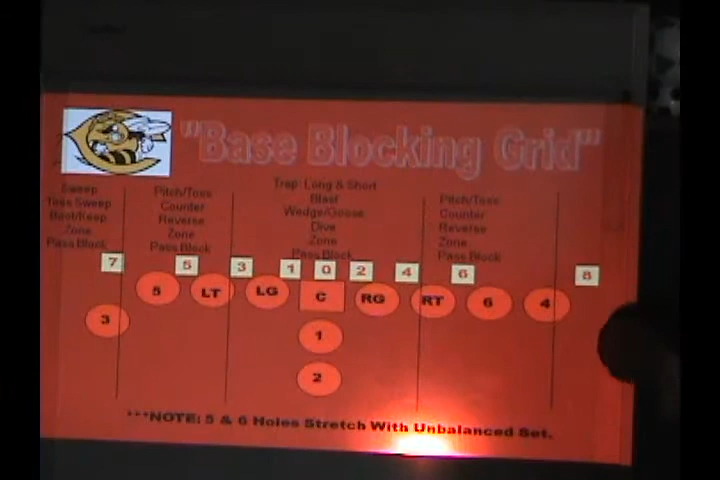 "Base Blocking Grid"
Sweep
Toss Sweep
Bast/Keep
Zone
Pass Block
Pitch/Toss
Counter
Reverse
Zone
Pass Block
Trap: Long & Short
Blast
Wedge/Goose
Dive
Zone
Pass Block
Pitch/Toss
Counter
Reverse
Zone
Pass Block
7 5 3 1 0 2 4 6 8
5 LT LG C RG RT 6 4
3
1
2
***NOTE: 5 & 6 Holes Stretch With Unbalanced Set.